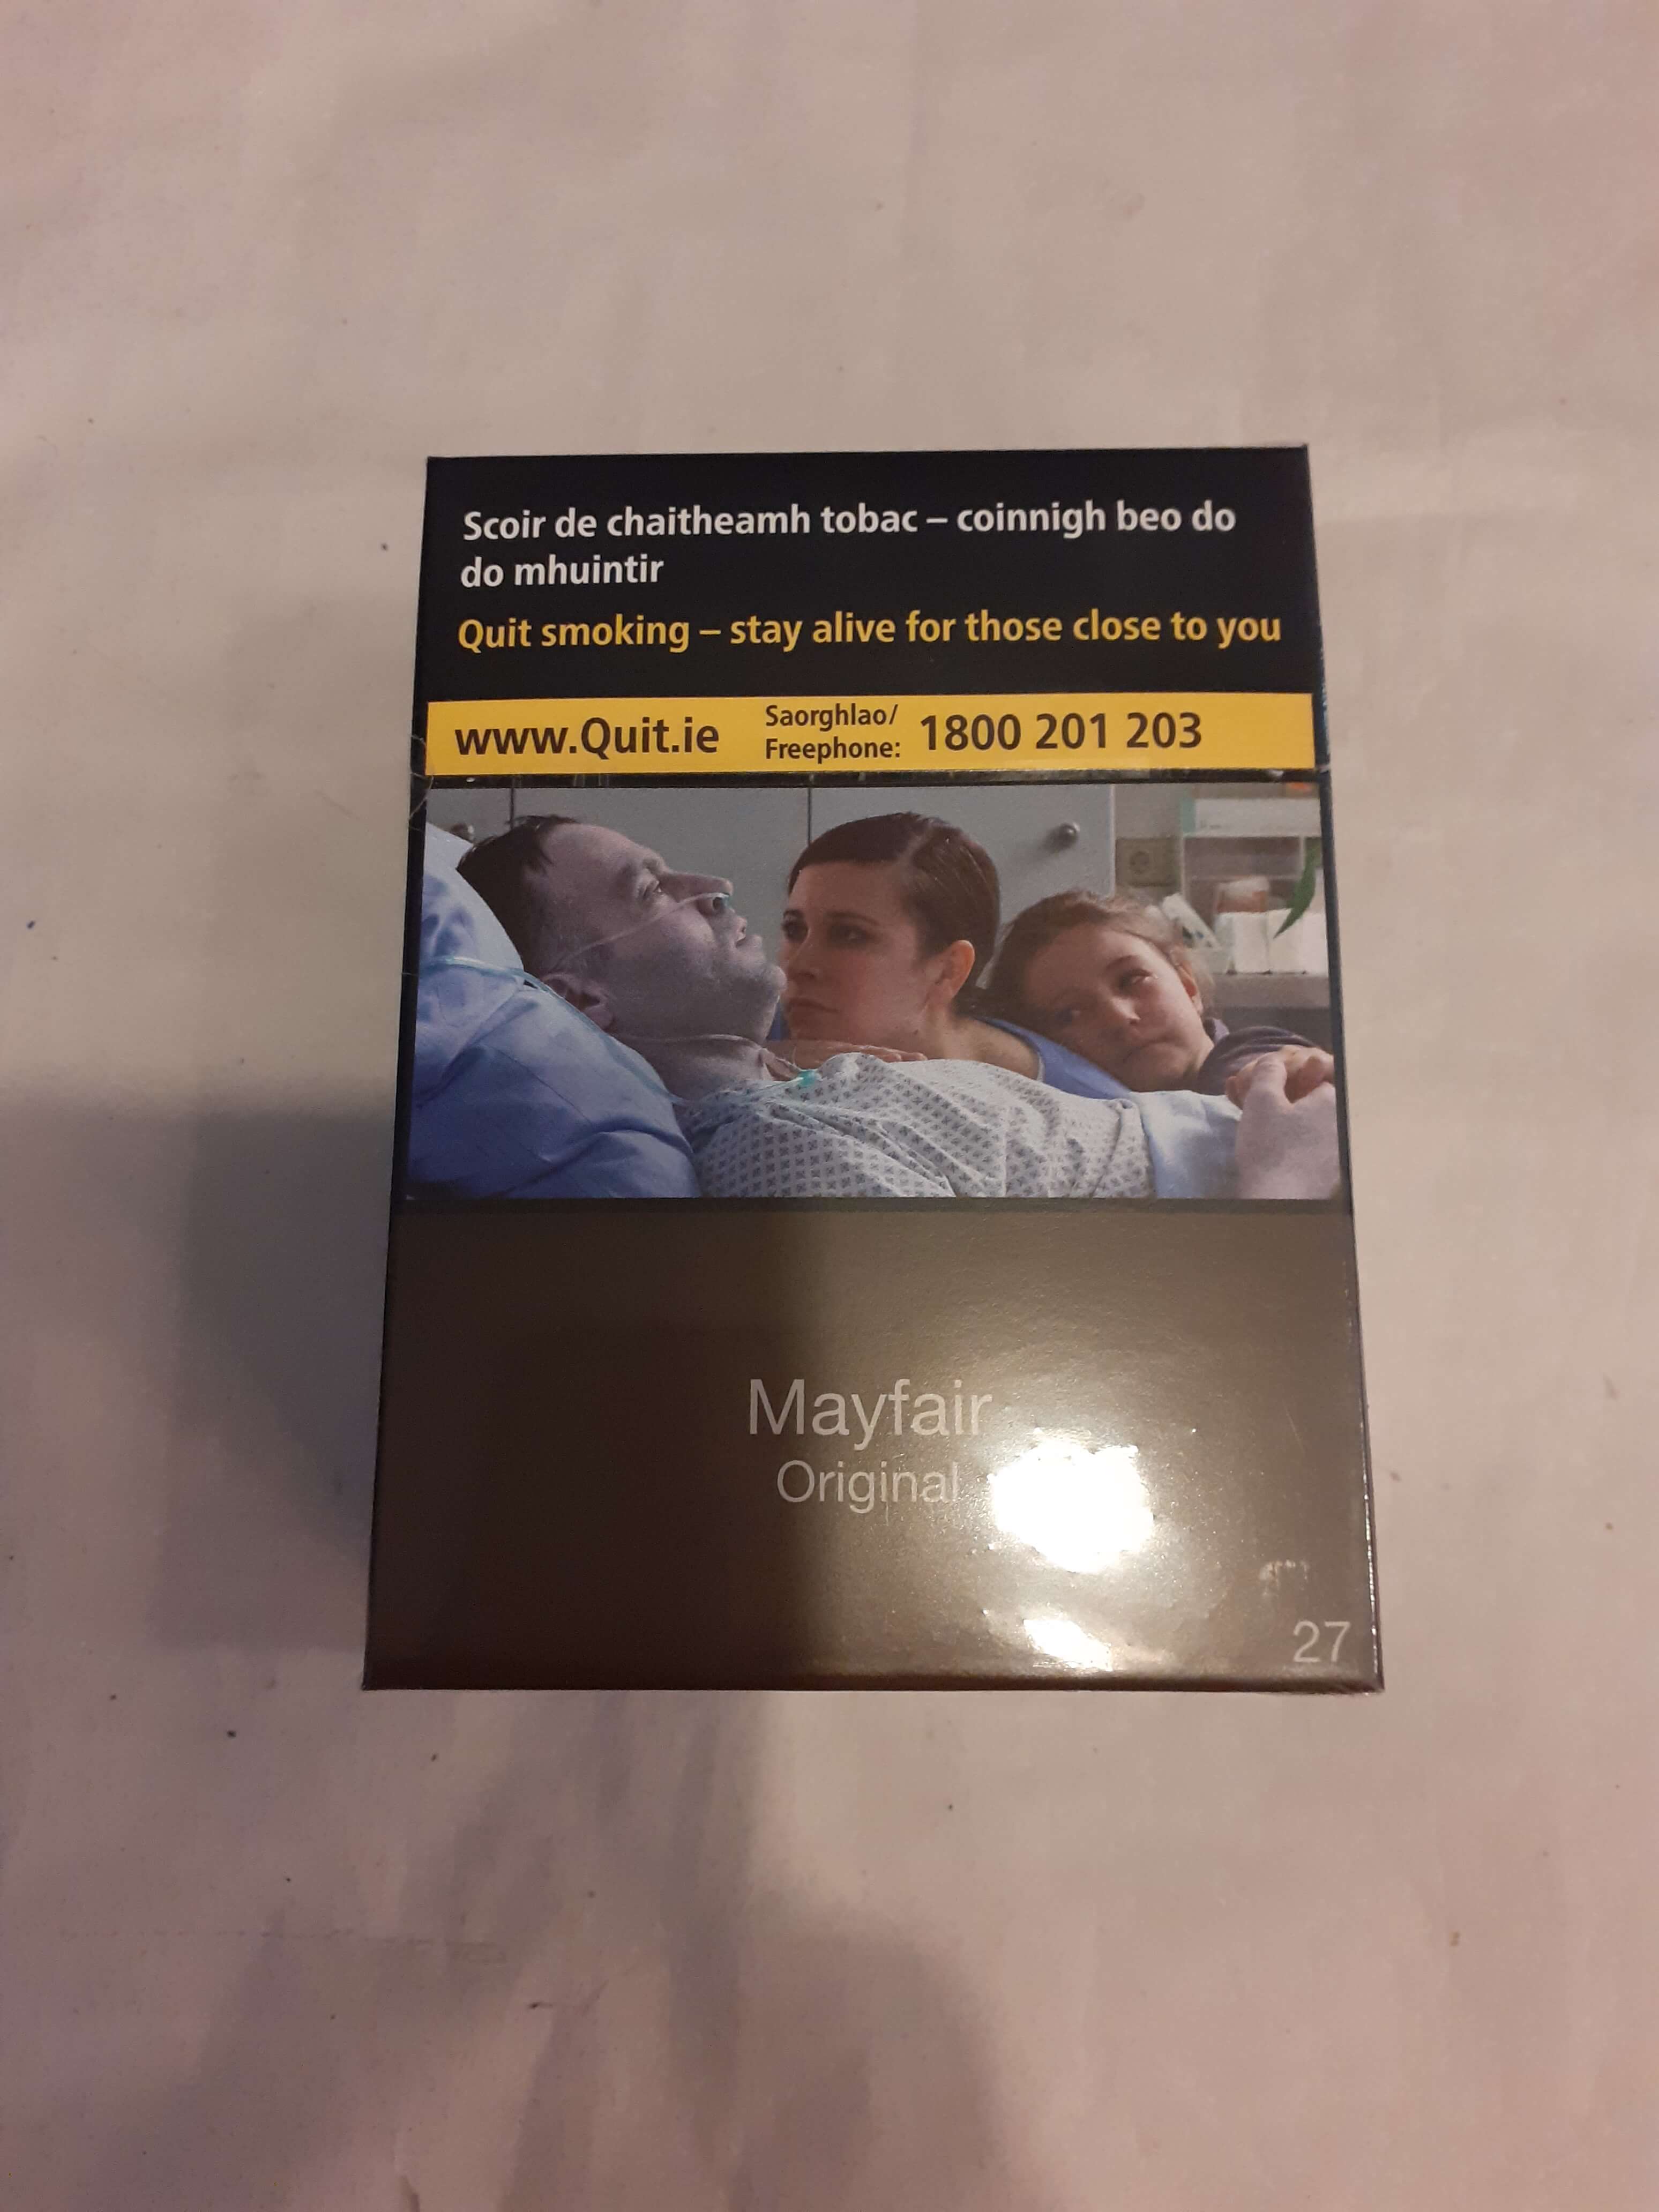 Scoir de chaitheamh tobac – coinnigh beo do
do mhuintir
Quit smoking – stay alive for those close to you
www.Quit.ie
Saorghlao/
Freephone:
1800 201 203
Mayfair
Original
27